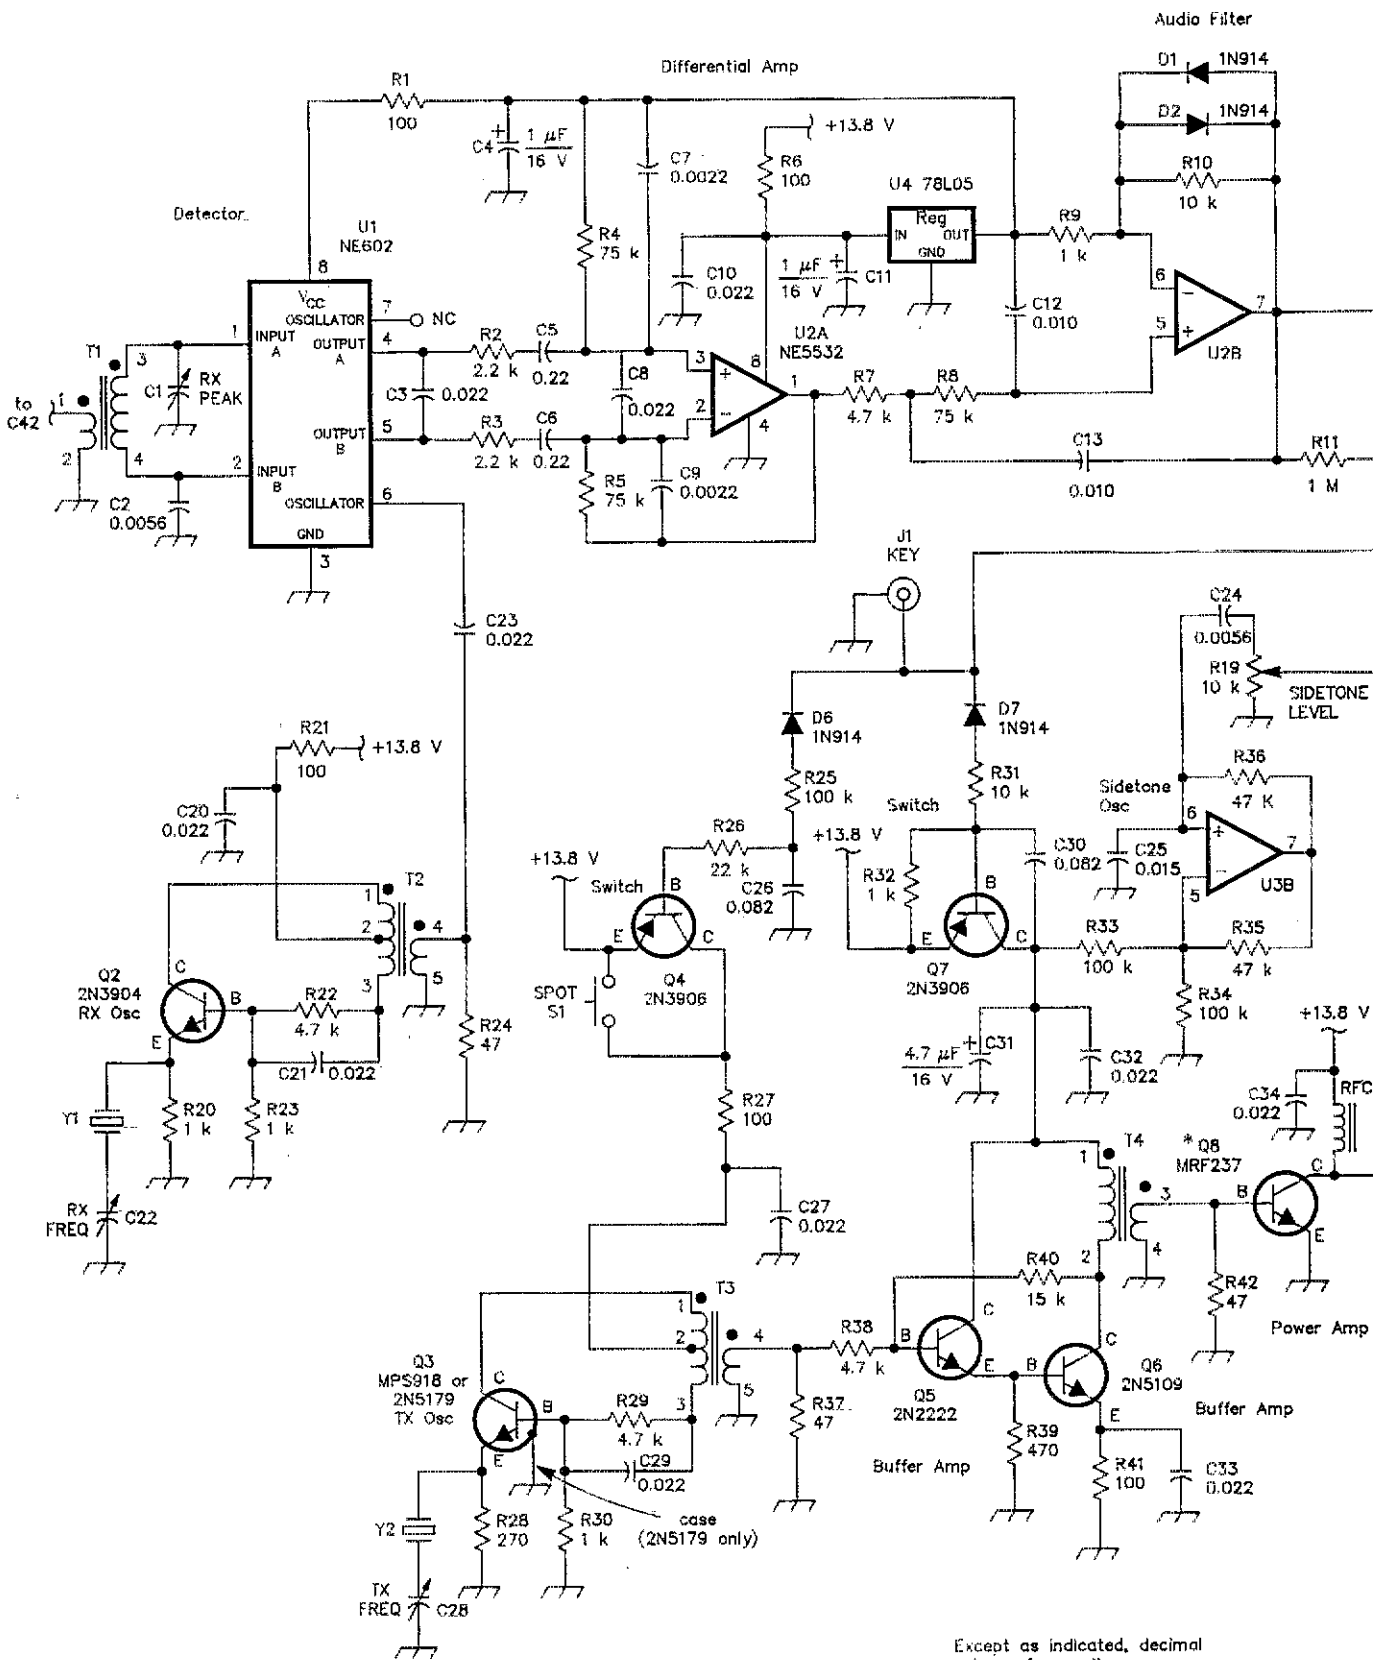 Audio Filter
D1 1N914
D2 1N914
R10
10 k
Differential Amp
R1
100
C4
+
1 µF
16 V
C7
0.0022
+13.8 V
R6
100
U4 78L05
Reg
IN OUT
GND
R9
1 k
Detector
U1
NE602
R4
75 k
C10
0.022
1 µF
16 V
+
C11
C12
0.010
6
5
7
−
+
U2B
8
VCC
OSCILLATOR
7
NC
1
INPUT
A
OUTPUT
A
4
R2
2.2 k
C5
0.22
C8
0.022
U2A
NE5532
3
2
8
1
4
+
−
R7
4.7 k
R8
75 k
T1
3
1
to
C42
2
4
C1
RX
PEAK
C3
0.022
OUTPUT
B
5
R3
2.2 k
C6
0.22
C13
0.010
R11
1 M
2
INPUT
B
OSCILLATOR
6
GND
3
C2
0.0056
R5
75 k
C9
0.0022
J1
KEY
C23
0.022
C24
0.0056
R19
10 k
SIDETONE
LEVEL
D6
1N914
D7
1N914
R21
100
+13.8 V
C20
0.022
R25
100 k
R31
10 k
Switch
Sidetone
Osc
R36
47 K
R26
22 k
+13.8 V
Switch
+13.8 V
C26
0.082
R32
1 k
C30
0.082
C25
0.015
6
5
7
+
−
U3B
T2
1
2
3
4
5
B
E
C
Q4
2N3906
B
E
C
Q7
2N3906
R33
100 k
R35
47 k
R34
100 k
Q2
2N3904
RX Osc
C
B
E
R22
4.7 k
C21
0.022
R24
47
SPOT
S1
+13.8 V
4.7 µF
16 V
+
C31
C32
0.022
Y1
R20
1 k
R23
1 k
R27
100
C34
0.022
RFC
RX
FREQ
C22
C27
0.022
T4
1
2
3
4
*Q8
MRF237
B
C
E
R40
15 k
R42
47
Power Amp
T3
1
2
3
4
5
R38
4.7 k
B
C
E
Q5
2N2222
B
C
E
Q6
2N5109
Buffer Amp
Q3
MPS918 or
2N5179
TX Osc
C
B
E
R29
4.7 k
C29
0.022
R37
47
R39
470
Buffer Amp
R41
100
C33
0.022
Y2
R28
270
R30
1 k
case
(2N5179 only)
TX
FREQ
C28
Except as indicated, decimal